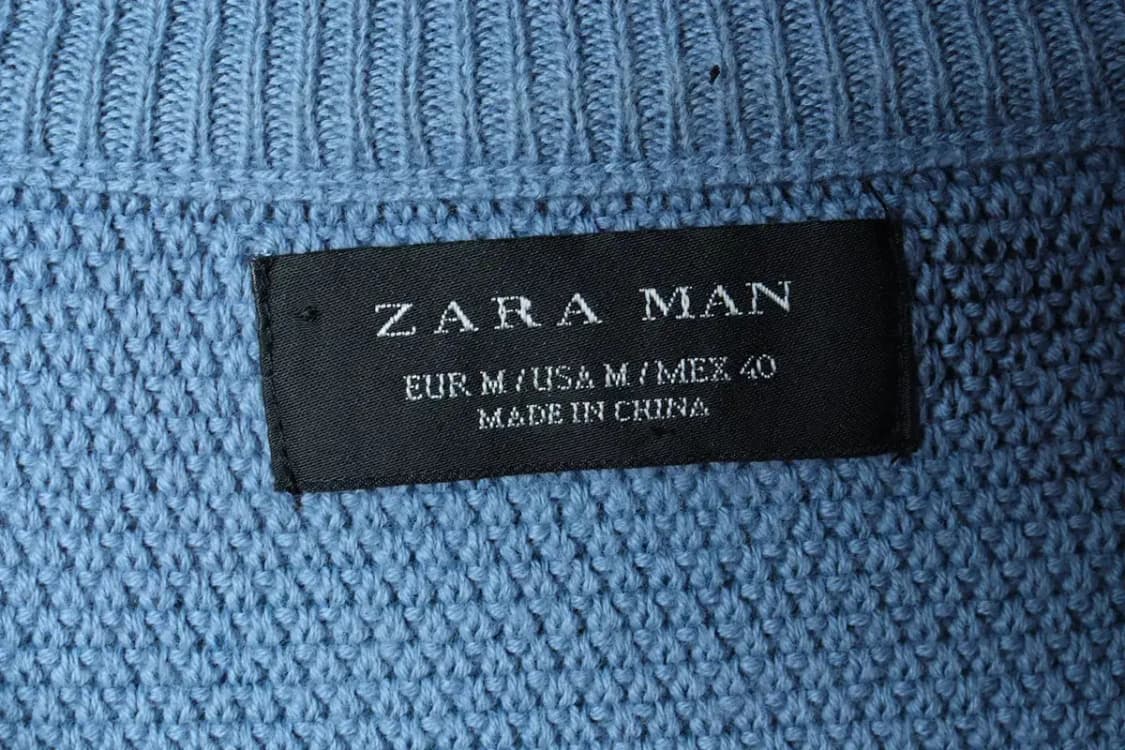 ZARA MAN
EUR M / USA M / MEX 40
MADE IN CHINA